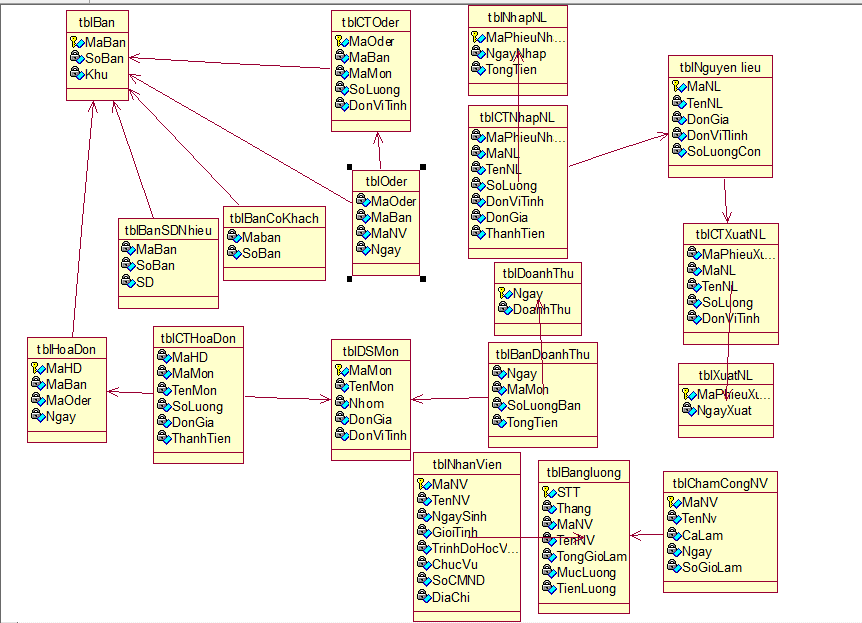 tblBan
MaBan
SoBan
Khu
tblCTOder
MaOder
MaBan
MaMon
SoLuong
DonViTinh
tblNhapNL
MaPhieuNh...
NgayNhap
TongTien
tblNguyen lieu
MaNL
TenNL
DonGia
DonViTlinh
SoLuongCon
tblCTNhapNL
MaPhieuNh...
MaNL
TenNL
SoLuong
DonViTinh
DonGia
ThanhTien
tblOder
MaOder
MaBan
MaNV
Ngay
tblBanSDNhieu
MaBan
SoBan
SD
tblBanCoKhach
Maban
SoBan
tblCTXuatNL
MaPhieuXu...
MaNL
TenNL
SoLuong
DonViTinh
tblDoanhThu
Ngay
DoanhThu
tblHoaDon
MaHD
MaBan
MaOder
Ngay
tblCTHoaDon
MaHD
MaMon
TenMon
SoLuong
DonGia
ThanhTien
tblDSMon
MaMon
TenMon
Nhom
DonGia
DonViTinh
tblBanDoanhThu
Ngay
MaMon
SoLuongBan
TongTien
tblXuatNL
MaPhieuXu...
NgayXuat
tblNhanVien
MaNV
TenNV
NgaySinh
GioiTinh
TrinhDoHocV...
ChucVu
SoCMND
DiaChi
tblBangluong
STT
Thang
MaNV
TenNV
TongGioLam
MucLuong
TienLuong
tblChamCongNV
MaNV
TenNv
CaLam
Ngay
SoGioLam